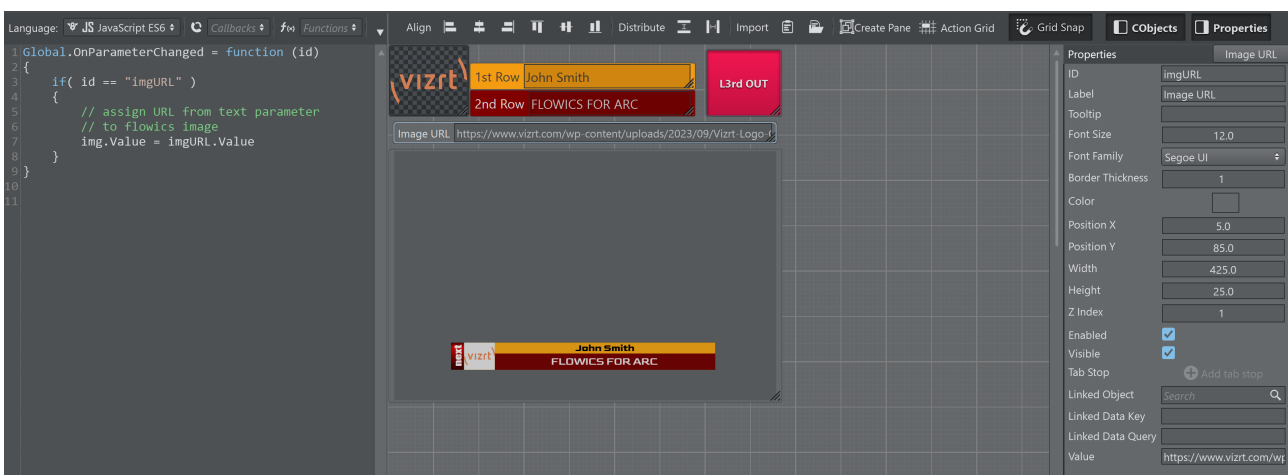 Language: JS JavaScript ES6 Callbacks f(x) Functions Align Distribute Import Create Pane Action Grid Grid Snap CObjects Properties
1 Global.OnParameterChanged = function (id)
2 {
3 if( id == "imgURL" )
4 {
5 // assign URL from text parameter
6 // to flowics image
7 img.Value = imgURL.Value
8 }
9 }
10
11
vizrt
1st Row John Smith
2nd Row FLOWICS FOR ARC
L3rd OUT
Image URL https://www.vizrt.com/wp-content/uploads/2023/09/Vizrt-Logo-
next vizrt
John Smith
FLOWICS FOR ARC
Properties Image URL
ID imgURL
Label Image URL
Tooltip
Font Size 12.0
Font Family Segoe UI
Border Thickness 1
Color
Position X 5.0
Position Y 85.0
Width 425.0
Height 25.0
Z Index 1
Enabled
Visible
Tab Stop Add tab stop
Linked Object Search
Linked Data Key
Linked Data Query
Value https://www.vizrt.com/wp